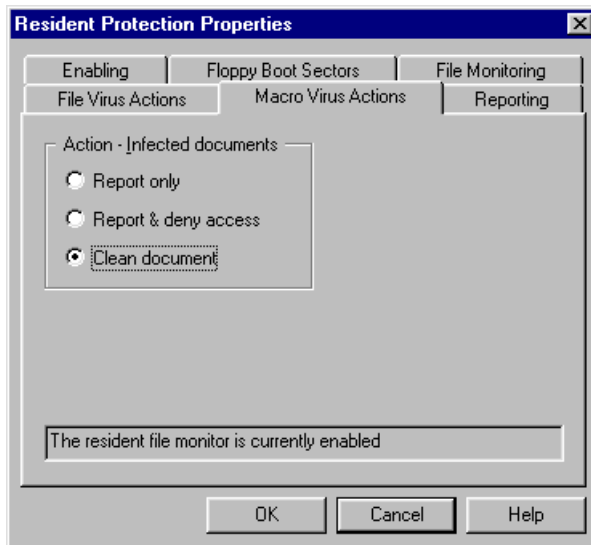 Resident Protection Properties
Enabling Floppy Boot Sectors File Monitoring
File Virus Actions Macro Virus Actions Reporting
Action - Infected documents
Report only
Report & deny access
Clean document
The resident file monitor is currently enabled
OK Cancel Help